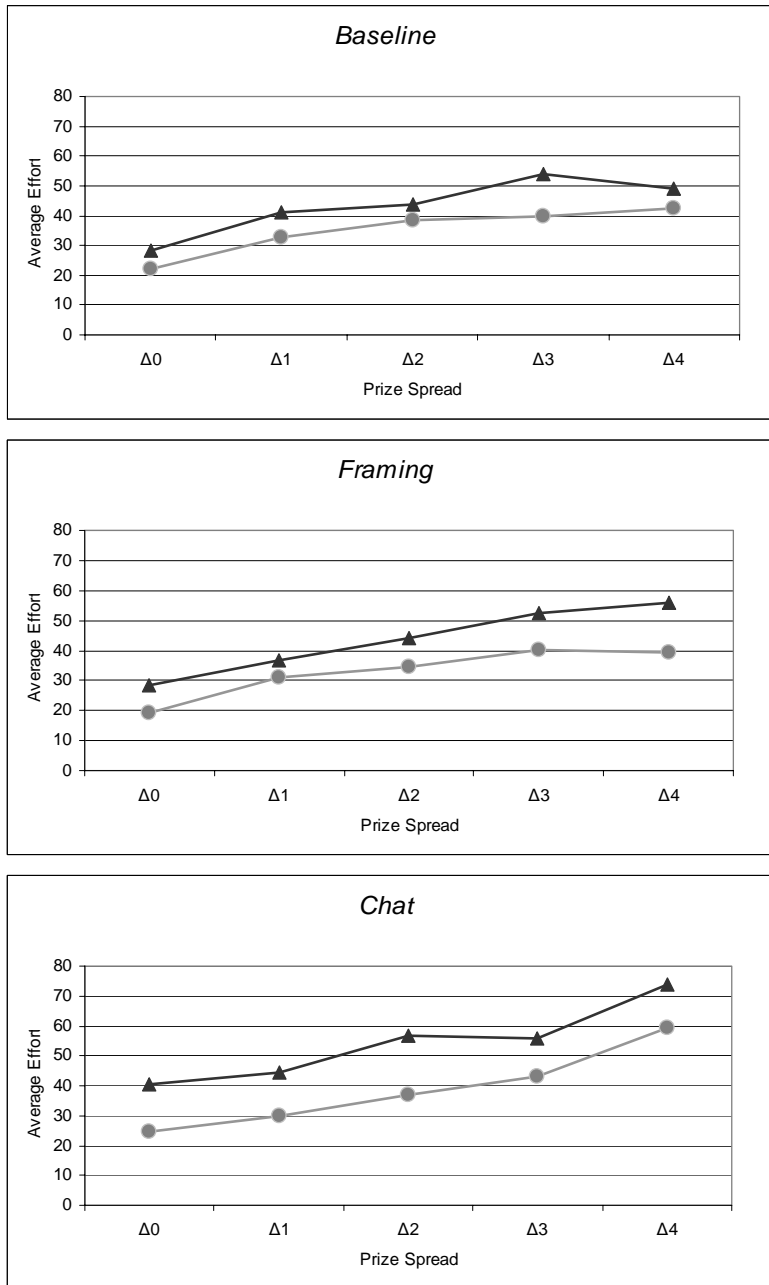 Baseline
80
70
60
50
40
30
20
10
0
Average Effort
Δ0 Δ1 Δ2 Δ3 Δ4
Prize Spread
Framing
80
70
60
50
40
30
20
10
0
Average Effort
Δ0 Δ1 Δ2 Δ3 Δ4
Prize Spread
Chat
80
70
60
50
40
30
20
10
0
Average Effort
Δ0 Δ1 Δ2 Δ3 Δ4
Prize Spread